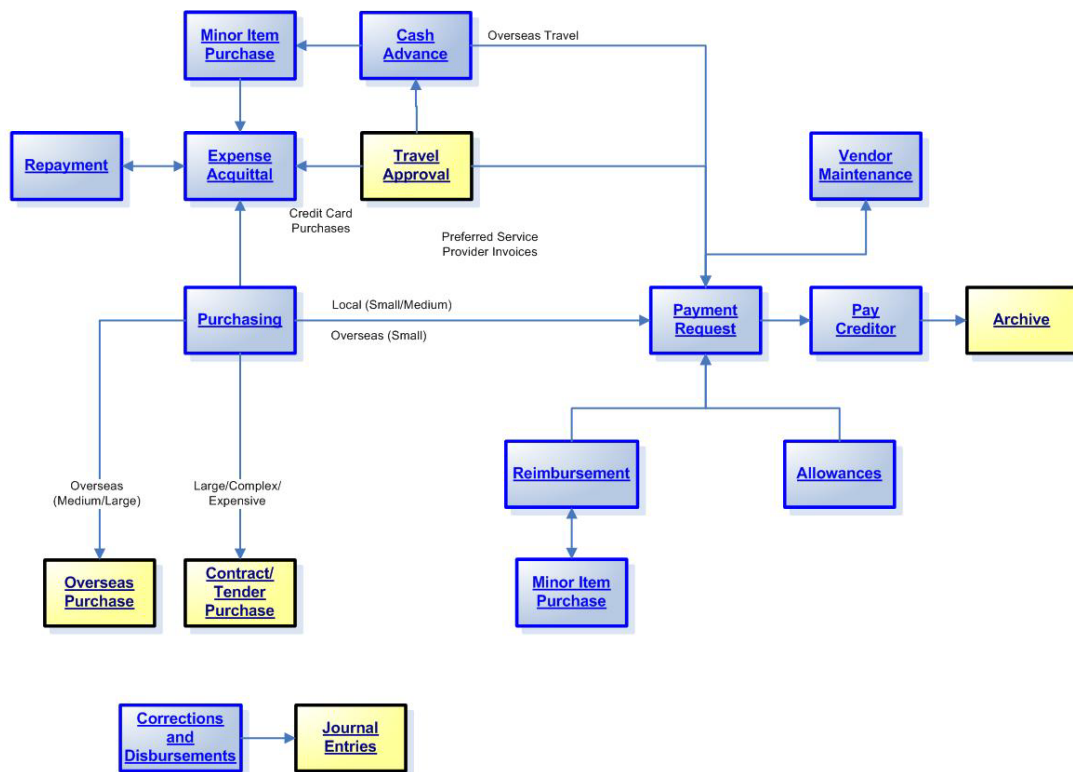 Minor Item
Purchase
Cash
Advance
Overseas Travel
Repayment
Expense
Acquittal
Travel
Approval
Vendor
Maintenance
Credit Card
Purchases
Preferred Service
Provider Invoices
Purchasing
Local (Small/Medium)
Overseas (Small)
Payment
Request
Pay
Creditor
Archive
Reimbursement
Allowances
Overseas
(Medium/Large)
Large/Complex/
Expensive
Overseas
Purchase
Contract/
Tender
Purchase
Minor Item
Purchase
Corrections
and
Disbursements
Journal
Entries